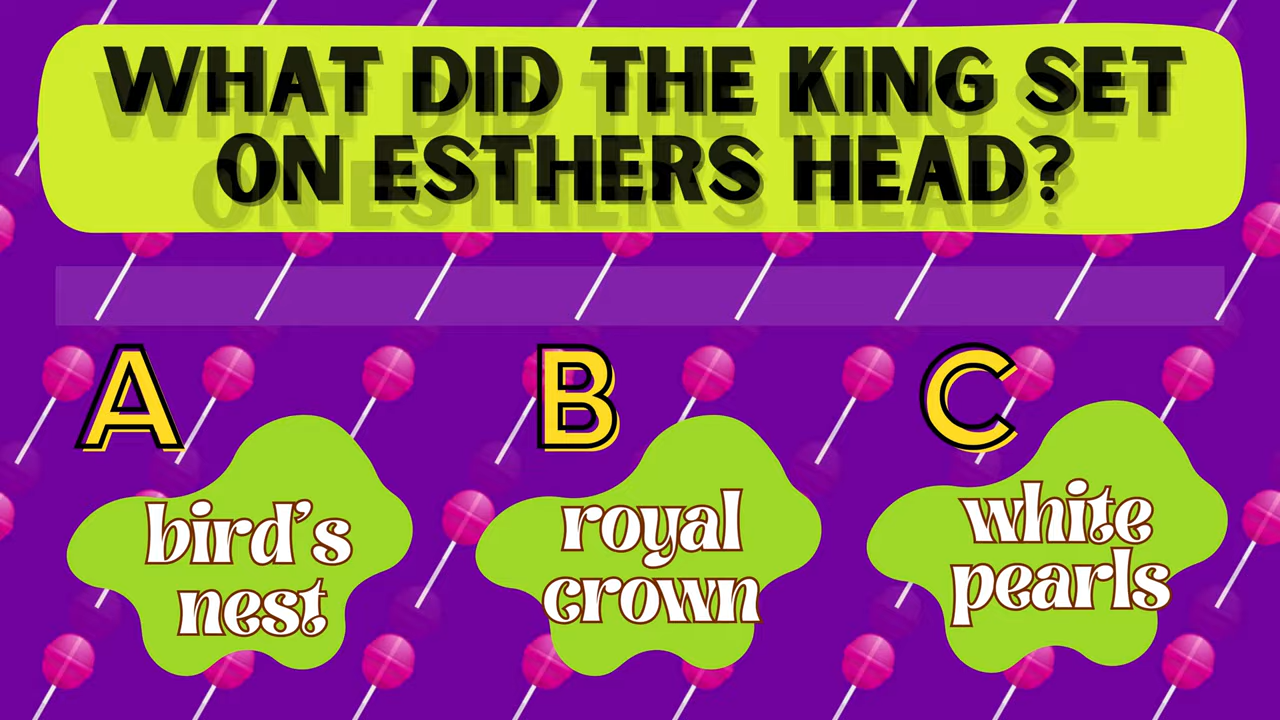 WHAT DID THE KING SET
ON ESTHERS HEAD?
A
bird's
nest
B
royal
crown
C
white
pearls